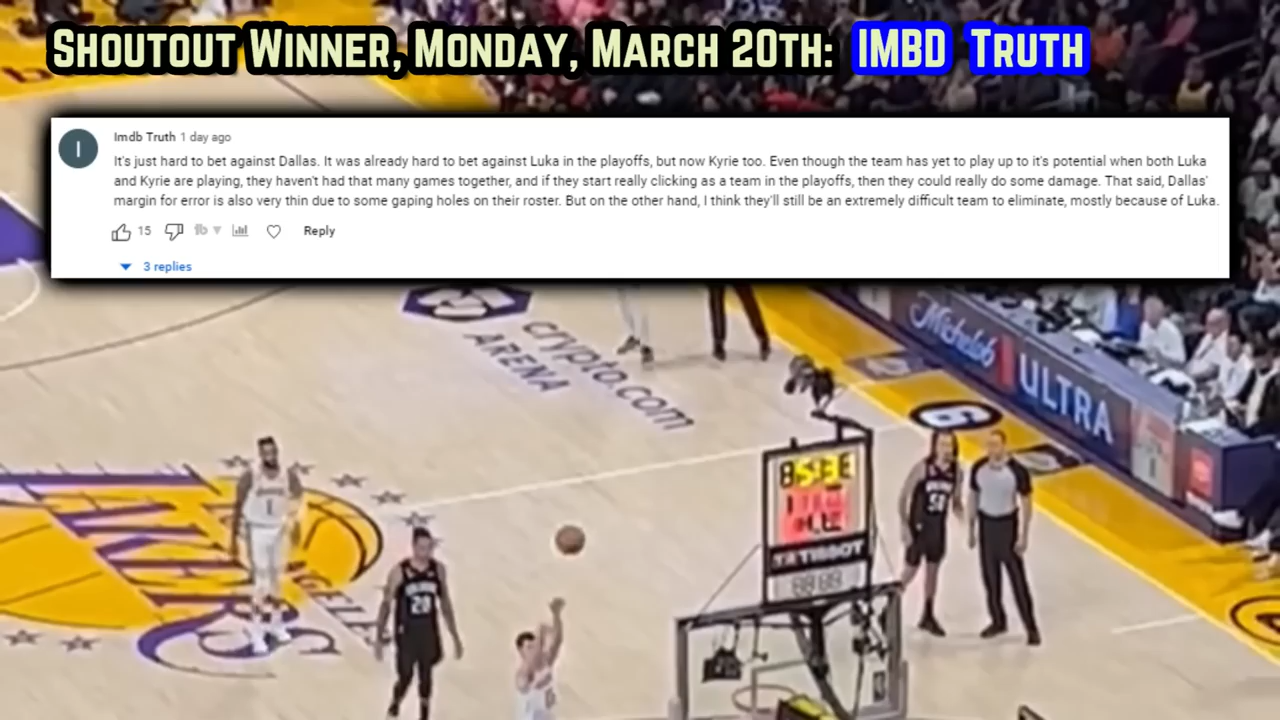 Shoutout Winner, Monday, March 20th: IMBD Truth
I
Imdb Truth 1 day ago
It's just hard to bet against Dallas. It was already hard to bet against Luka in the playoffs, but now Kyrie too. Even though the team has yet to play up to it's potential when both Luka
and Kyrie are playing, they haven't had that many games together, and if they start really clicking as a team in the playoffs, then they could really do some damage. That said, Dallas'
margin for error is also very thin due to some gaping holes on their roster. But on the other hand, I think they'll still be an extremely difficult team to eliminate, mostly because of Luka.
15 Reply
3 replies
crypto.com
ARENA
Michelob ULTRA
6
LAKERS
1
28
TISSOT